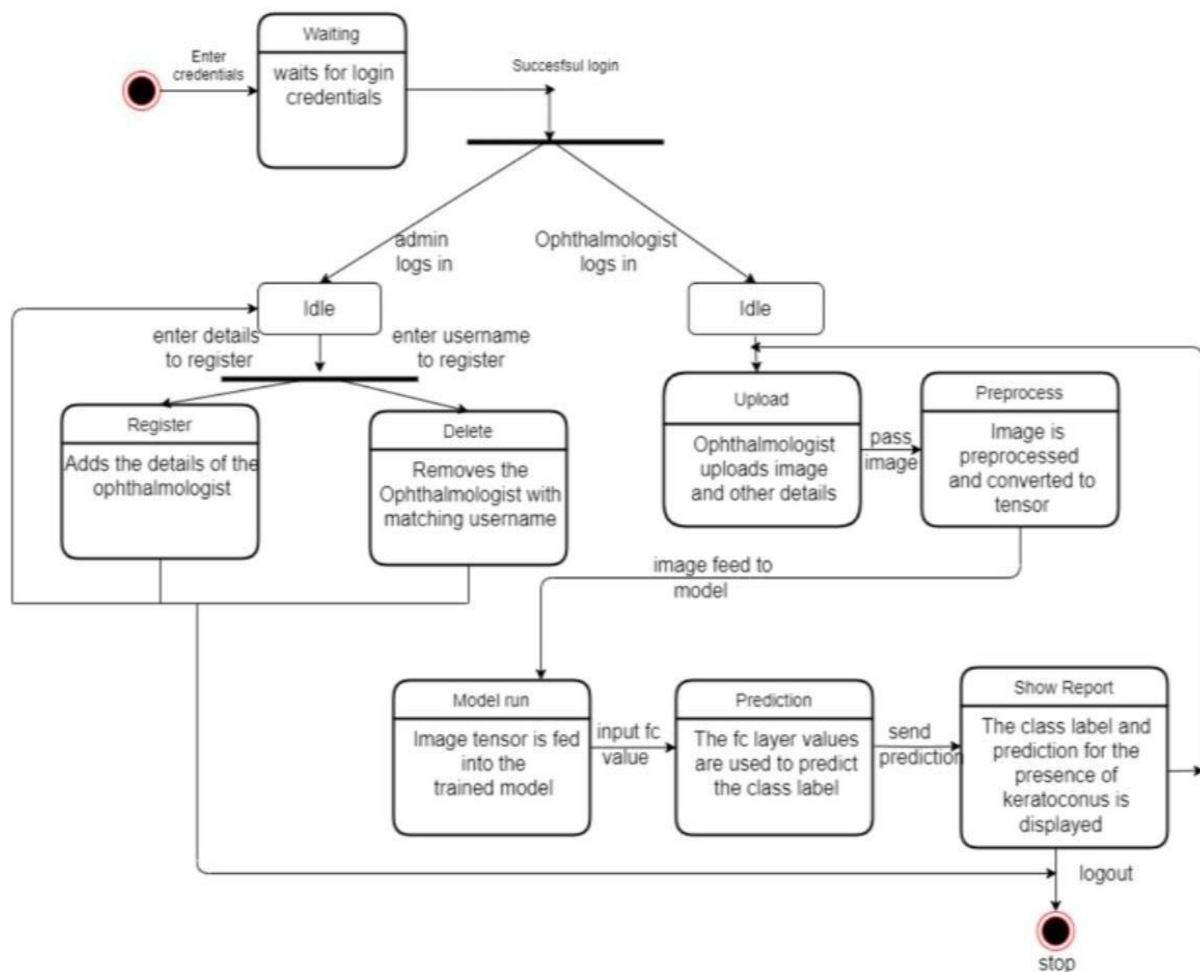 Waiting
Enter
credentials
waits for login
credentials
Succesfsul login
admin
logs in
Ophthalmologist
logs in
Idle
Idle
enter details
to register
enter username
to register
Register
Adds the details of the
ophthalmologist
Delete
Removes the
Ophthalmologist with
matching username
Upload
Ophthalmologist
uploads image
and other details
pass
image
Preprocess
Image is
preprocessed
and converted to
tensor
image feed to
model
Model run
Image tensor is fed
into the
trained model
input fc
value
Prediction
The fc layer values
are used to predict
the class label
send
prediction
Show Report
The class label and
prediction for the
presence of
keratoconus is
displayed
logout
stop